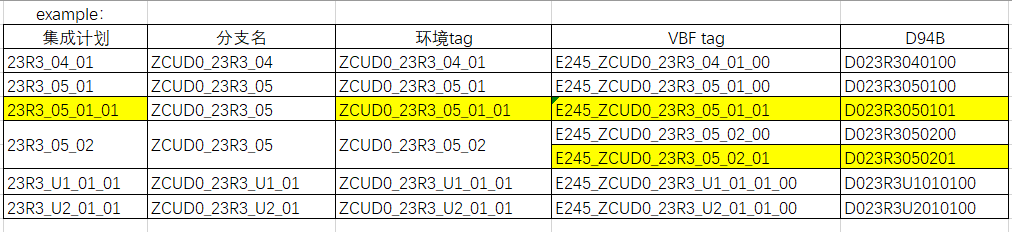 example：
集成计划 分支名 环境tag VBF tag D94B
23R3_04_01 ZCUD0_23R3_04 ZCUD0_23R3_04_01 E245_ZCUD0_23R3_04_01_00 D023R3040100
23R3_05_01 ZCUD0_23R3_05 ZCUD0_23R3_05_01 E245_ZCUD0_23R3_05_01_00 D023R3050100
23R3_05_01_01 ZCUD0_23R3_05 ZCUD0_23R3_05_01_01 E245_ZCUD0_23R3_05_01_01 D023R3050101
23R3_05_02 ZCUD0_23R3_05 ZCUD0_23R3_05_02 E245_ZCUD0_23R3_05_02_00 D023R3050200
E245_ZCUD0_23R3_05_02_01 D023R3050201
23R3_U1_01_01 ZCUD0_23R3_U1_01 ZCUD0_23R3_U1_01_01 E245_ZCUD0_23R3_U1_01_01_00 D023R3U1010100
23R3_U2_01_01 ZCUD0_23R3_U2_01 ZCUD0_23R3_U2_01_01 E245_ZCUD0_23R3_U2_01_01_00 D023R3U2010100